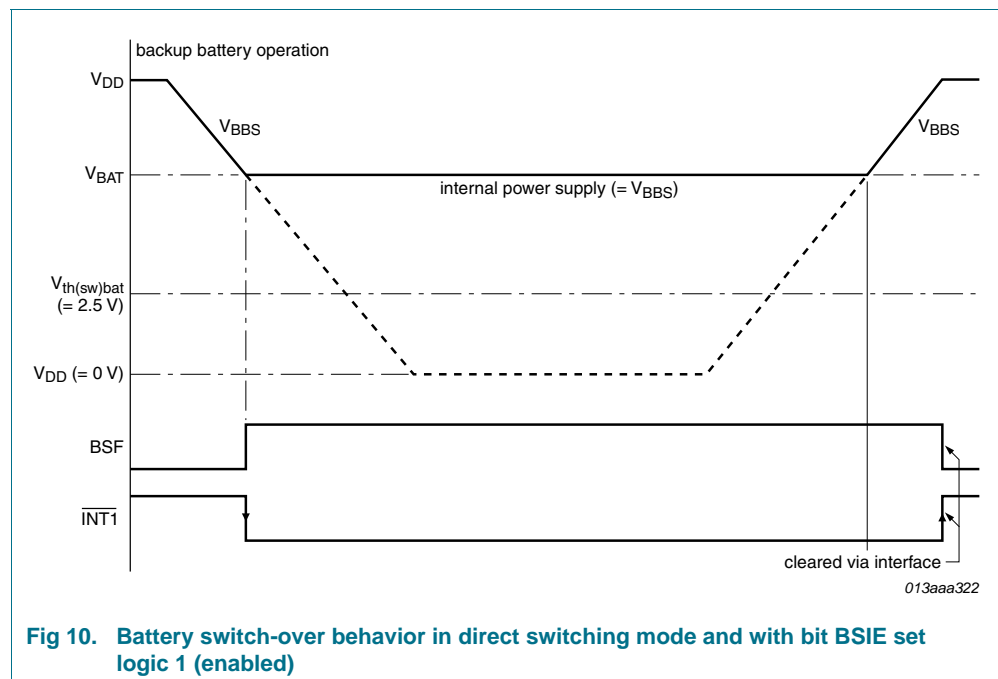 backup battery operation
VDD
VBBS
VBBS
VBAT
internal power supply (= VBBS)
Vth(sw)bat
(= 2.5 V)
VDD (= 0 V)
BSF
INT1
cleared via interface
013aaa322
Fig 10. Battery switch-over behavior in direct switching mode and with bit BSIE set
logic 1 (enabled)